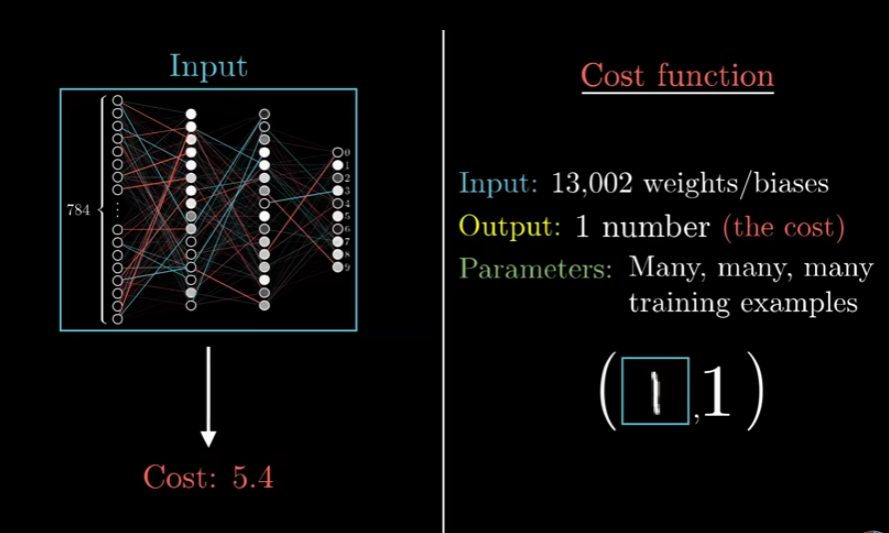 Input
784
0
1
2
3
4
5
6
7
8
9
Cost: 5.4
Cost function
Input: 13,002 weights/biases
Output: 1 number (the cost)
Parameters: Many, many, many
training examples
(1, 1)